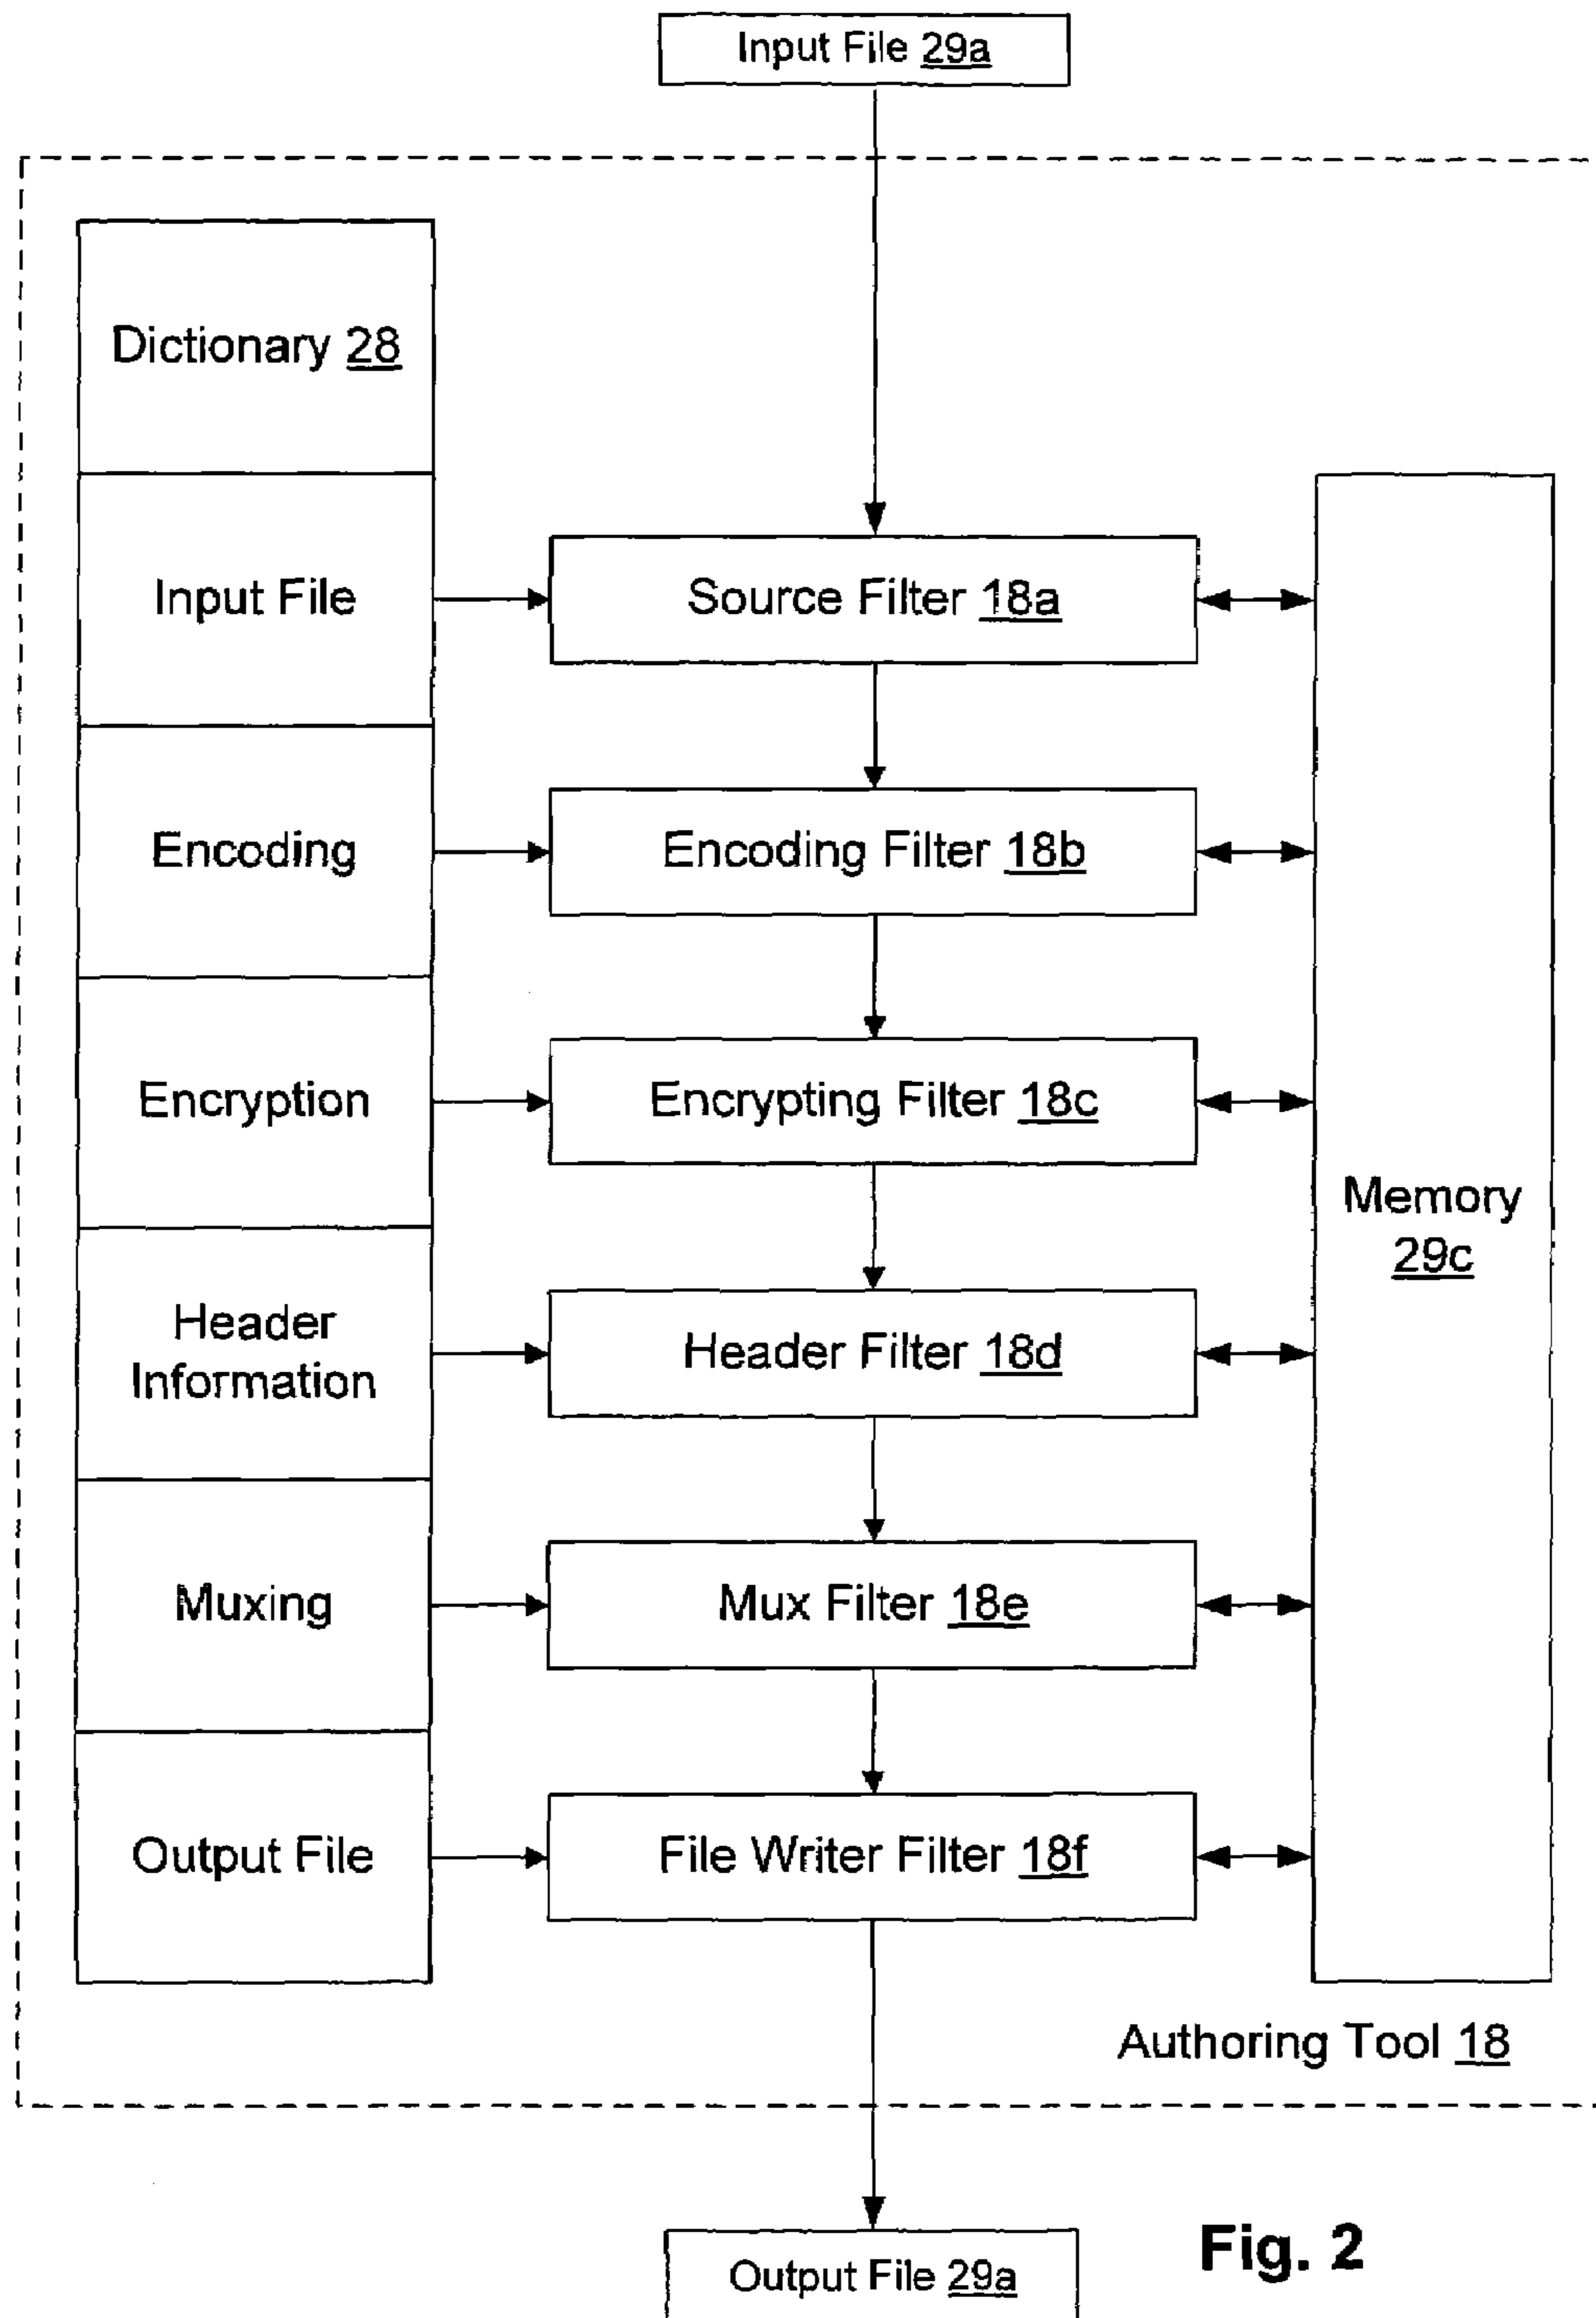 Input File 29a
Dictionary 28
Input File
Source Filter 18a
Encoding
Encoding Filter 18b
Encryption
Encrypting Filter 18c
Memory
29c
Header
Information
Header Filter 18d
Muxing
Mux Filter 18e
Output File
File Writer Filter 18f
Authoring Tool 18
Output File 29a
Fig. 2